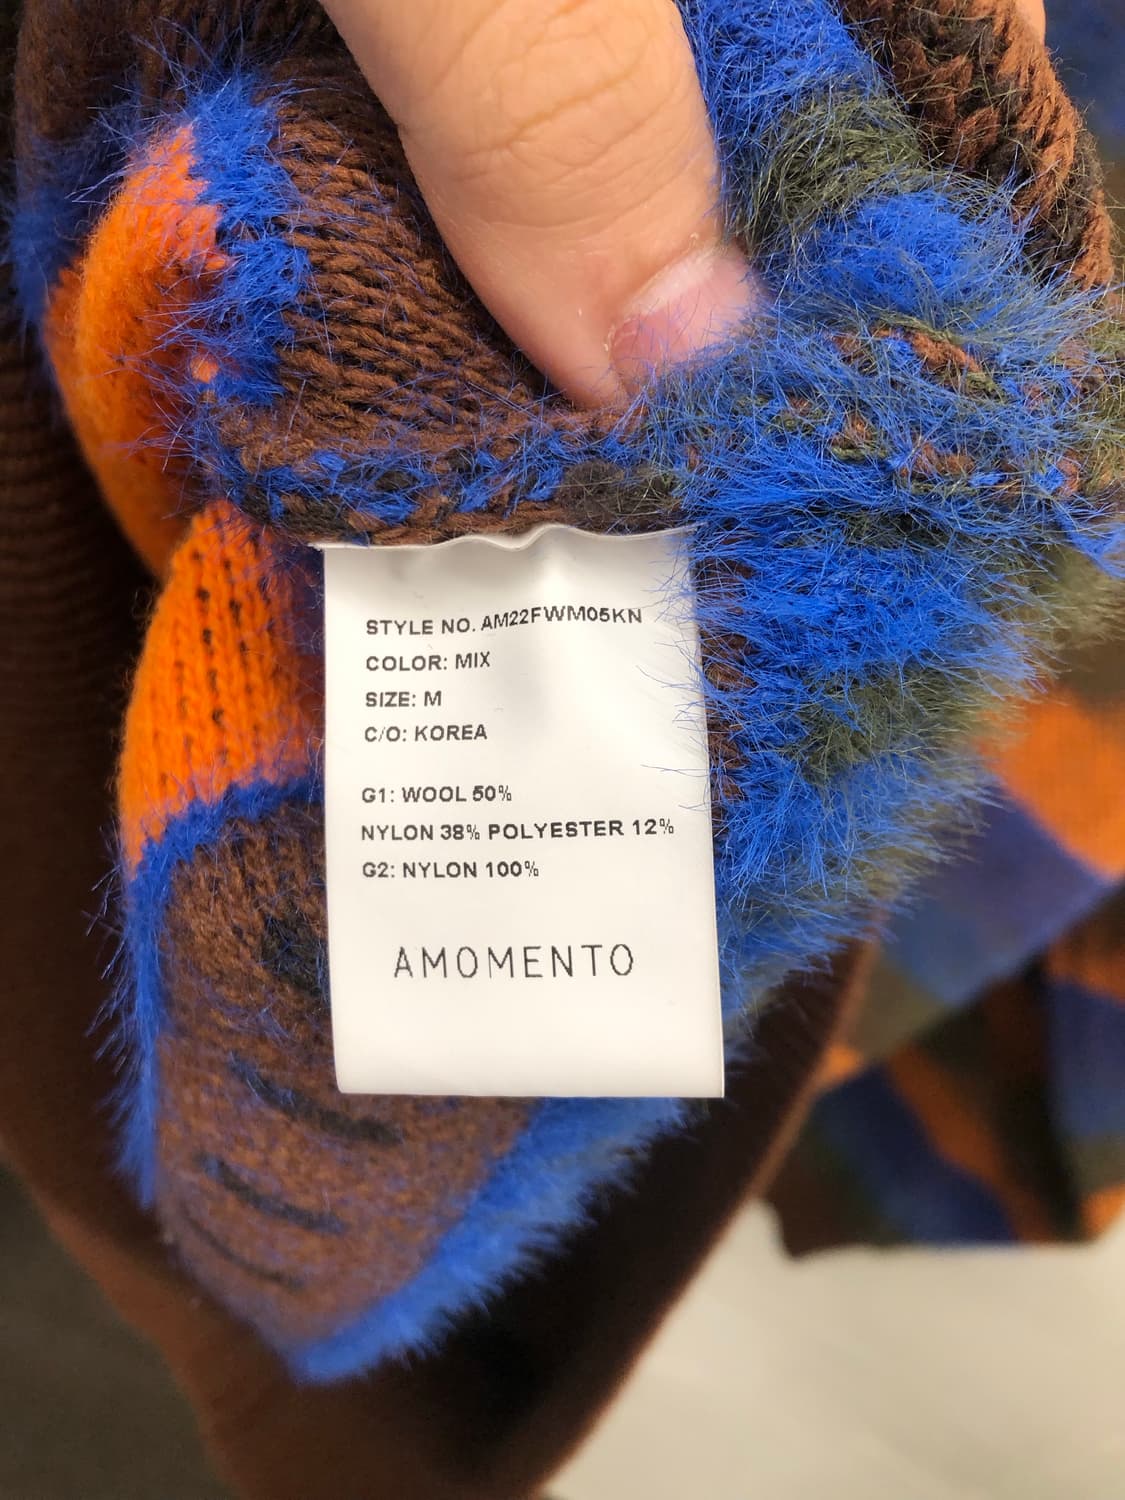 STYLE NO. AM22FWM05KN
COLOR: MIX
SIZE: M
C/O: KOREA
G1: WOOL 50%
NYLON 38% POLYESTER 12%
G2: NYLON 100%
AMOMENTO